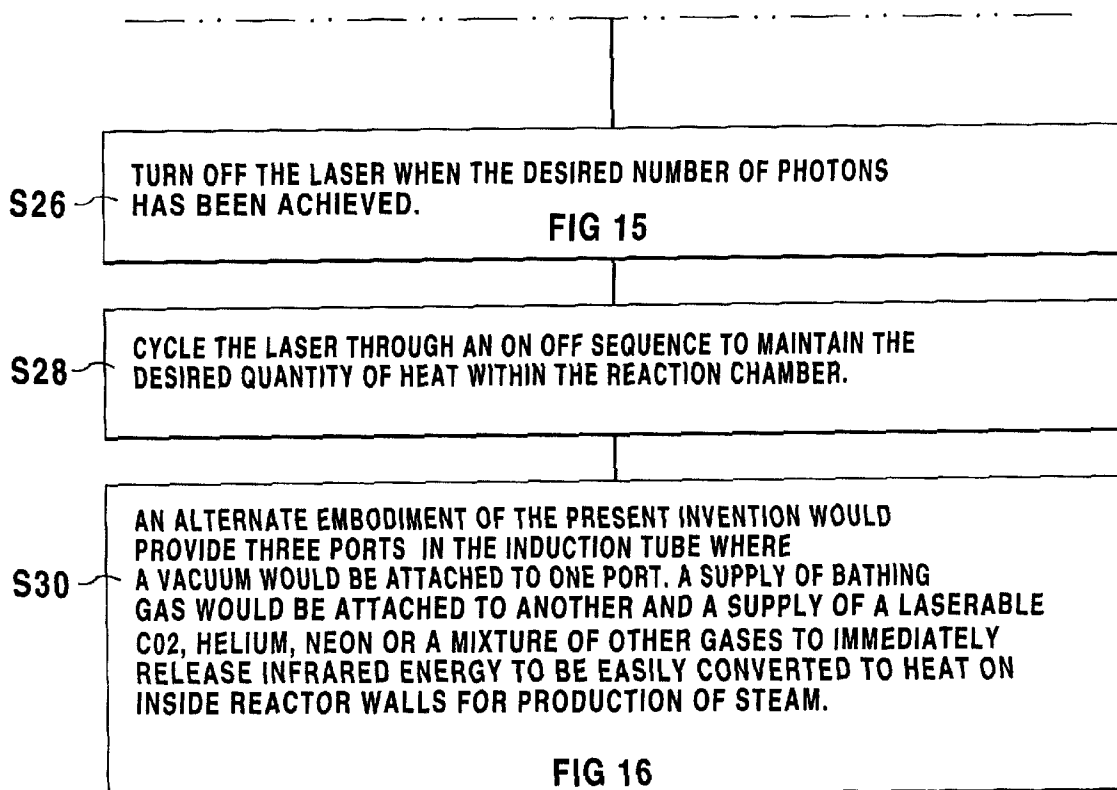 TURN OFF THE LASER WHEN THE DESIRED NUMBER OF PHOTONS
S26 HAS BEEN ACHIEVED.
FIG 15
CYCLE THE LASER THROUGH AN ON OFF SEQUENCE TO MAINTAIN THE
S28 DESIRED QUANTITY OF HEAT WITHIN THE REACTION CHAMBER.
AN ALTERNATE EMBODIMENT OF THE PRESENT INVENTION WOULD
PROVIDE THREE PORTS IN THE INDUCTION TUBE WHERE
S30 A VACUUM WOULD BE ATTACHED TO ONE PORT. A SUPPLY OF BATHING
GAS WOULD BE ATTACHED TO ANOTHER AND A SUPPLY OF A LASERABLE
C02, HELIUM, NEON OR A MIXTURE OF OTHER GASES TO IMMEDIATELY
RELEASE INFRARED ENERGY TO BE EASILY CONVERTED TO HEAT ON
INSIDE REACTOR WALLS FOR PRODUCTION OF STEAM.
FIG 16